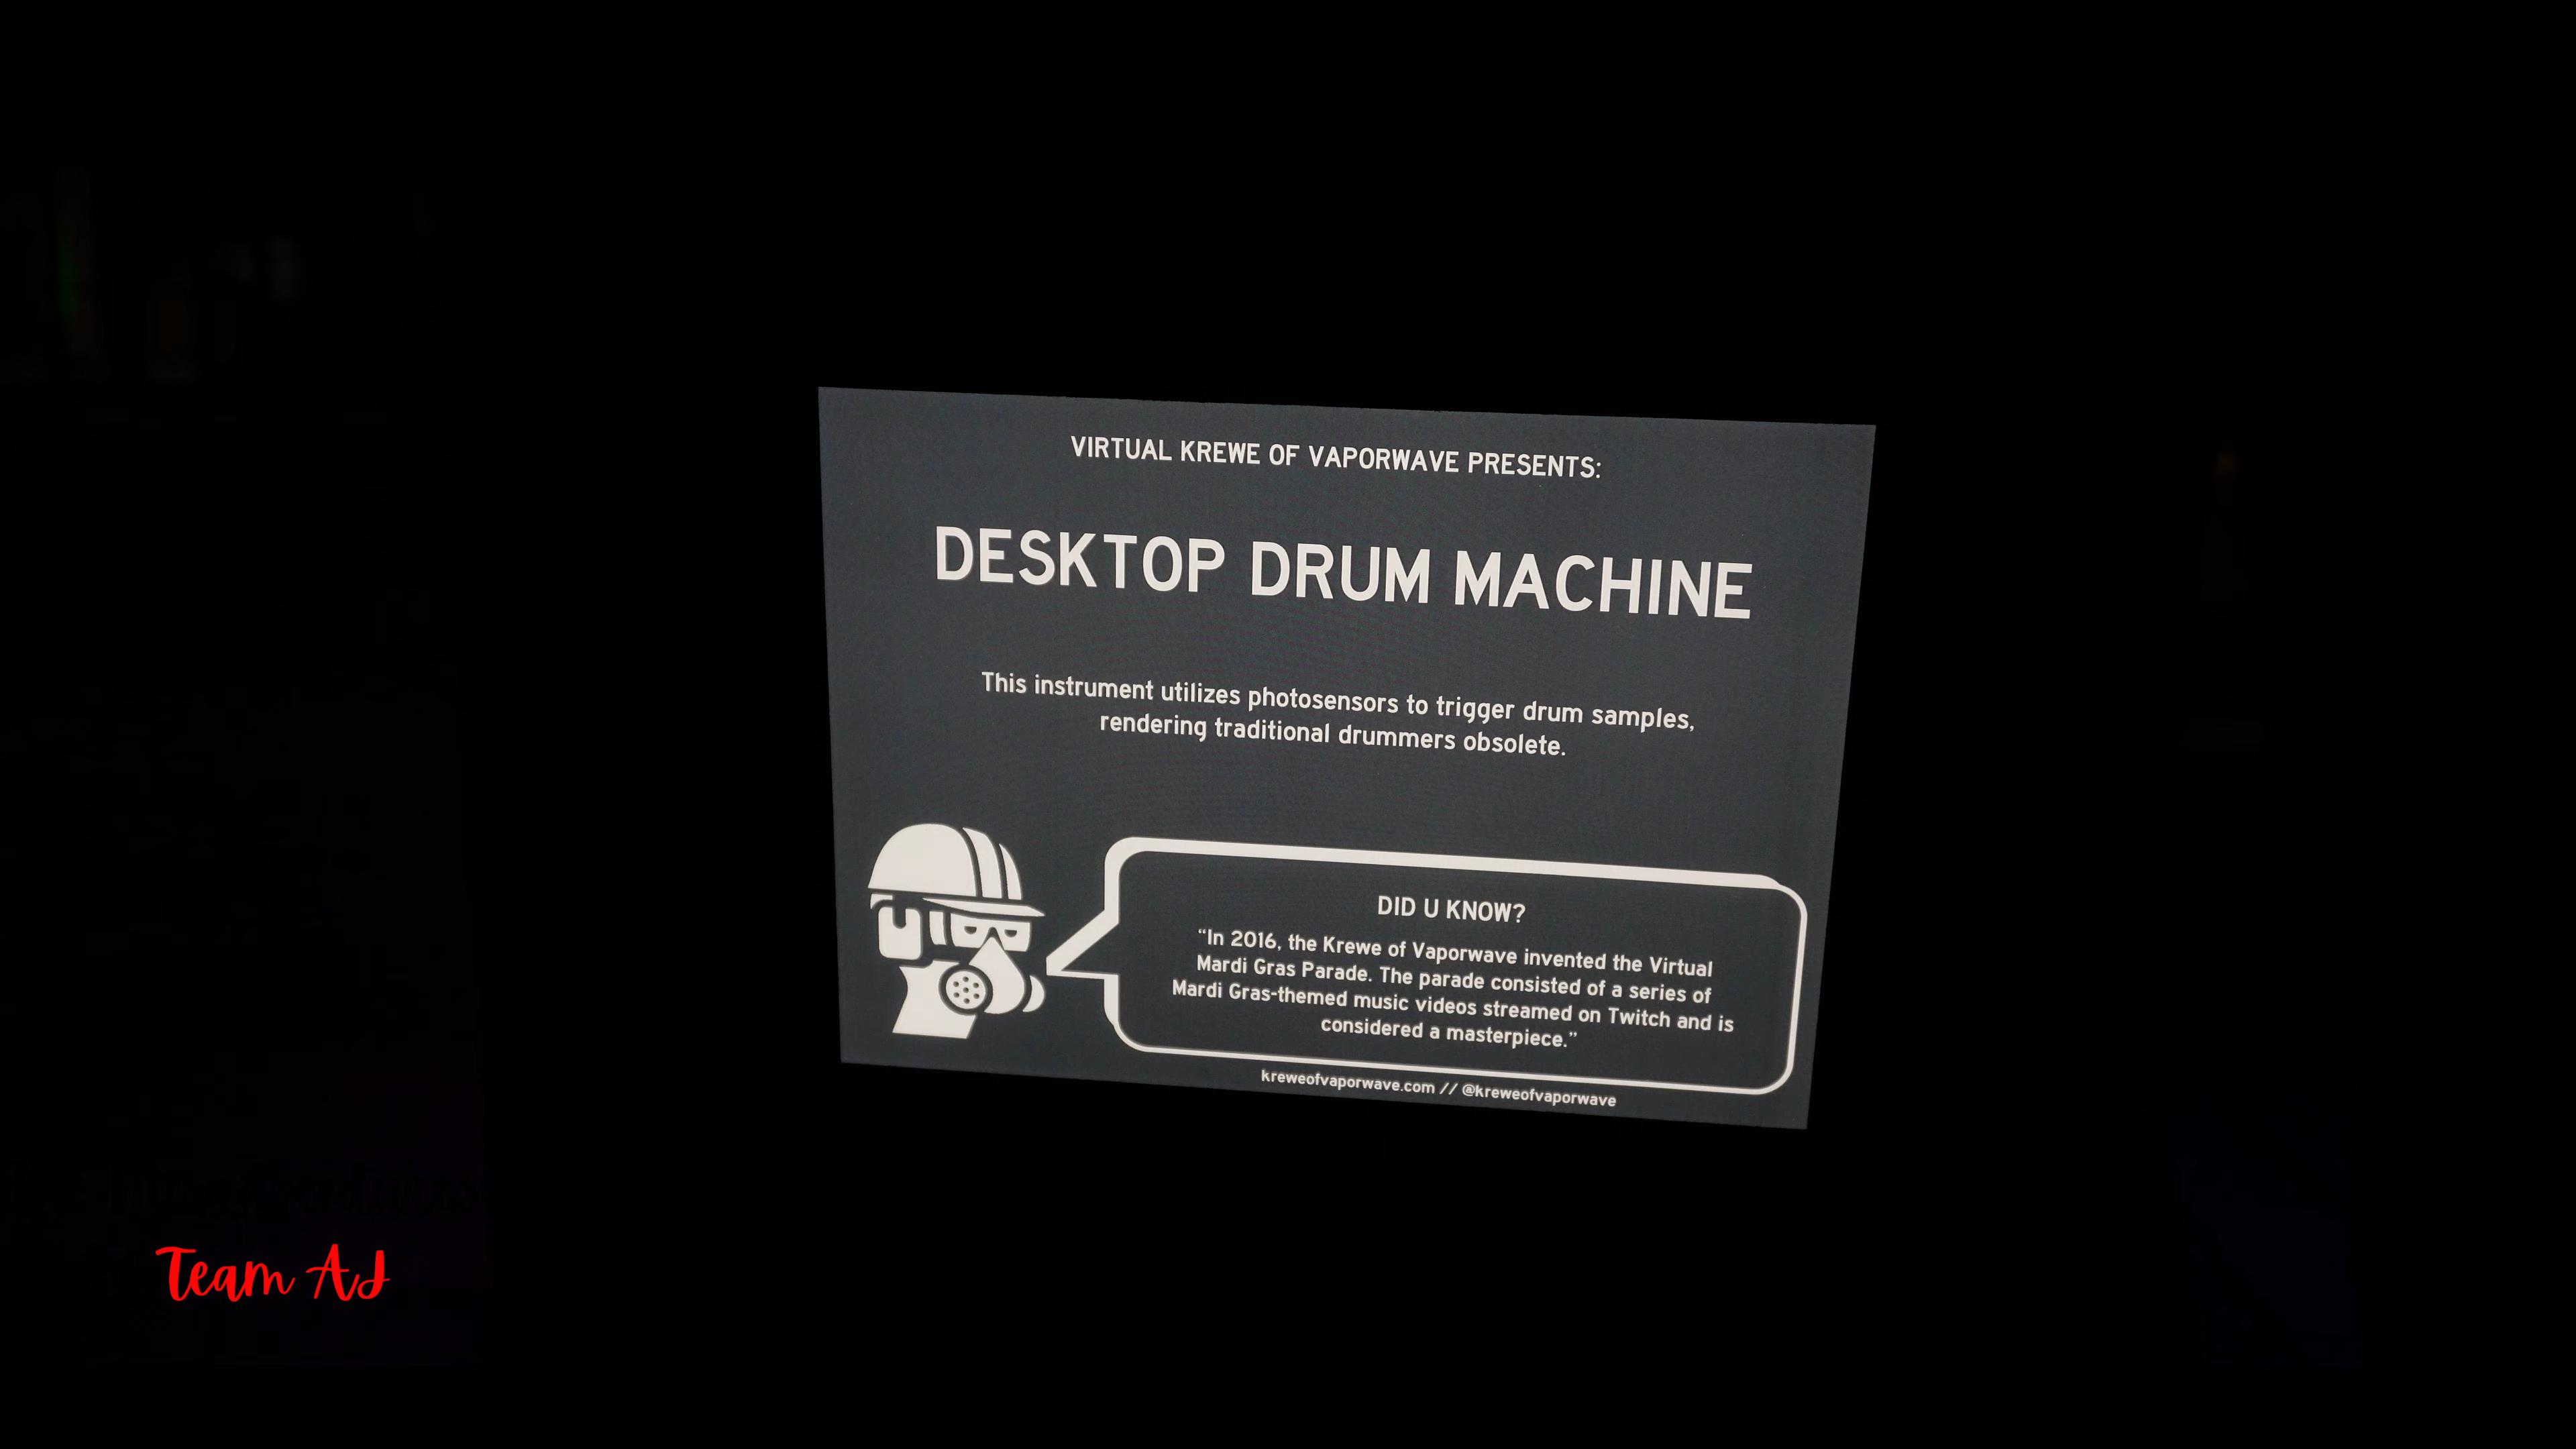 VIRTUAL KREWE OF VAPORWAVE PRESENTS:
DESKTOP DRUM MACHINE
This instrument utilizes photosensors to trigger drum samples,
rendering traditional drummers obsolete.
DID U KNOW?
“In 2016, the Krewe of Vaporwave invented the Virtual
Mardi Gras Parade. The parade consisted of a series of
Mardi Gras-themed music videos streamed on Twitch and is
considered a masterpiece.”
kreweofvaporwave.com // @kreweofvaporwave
Team AJ